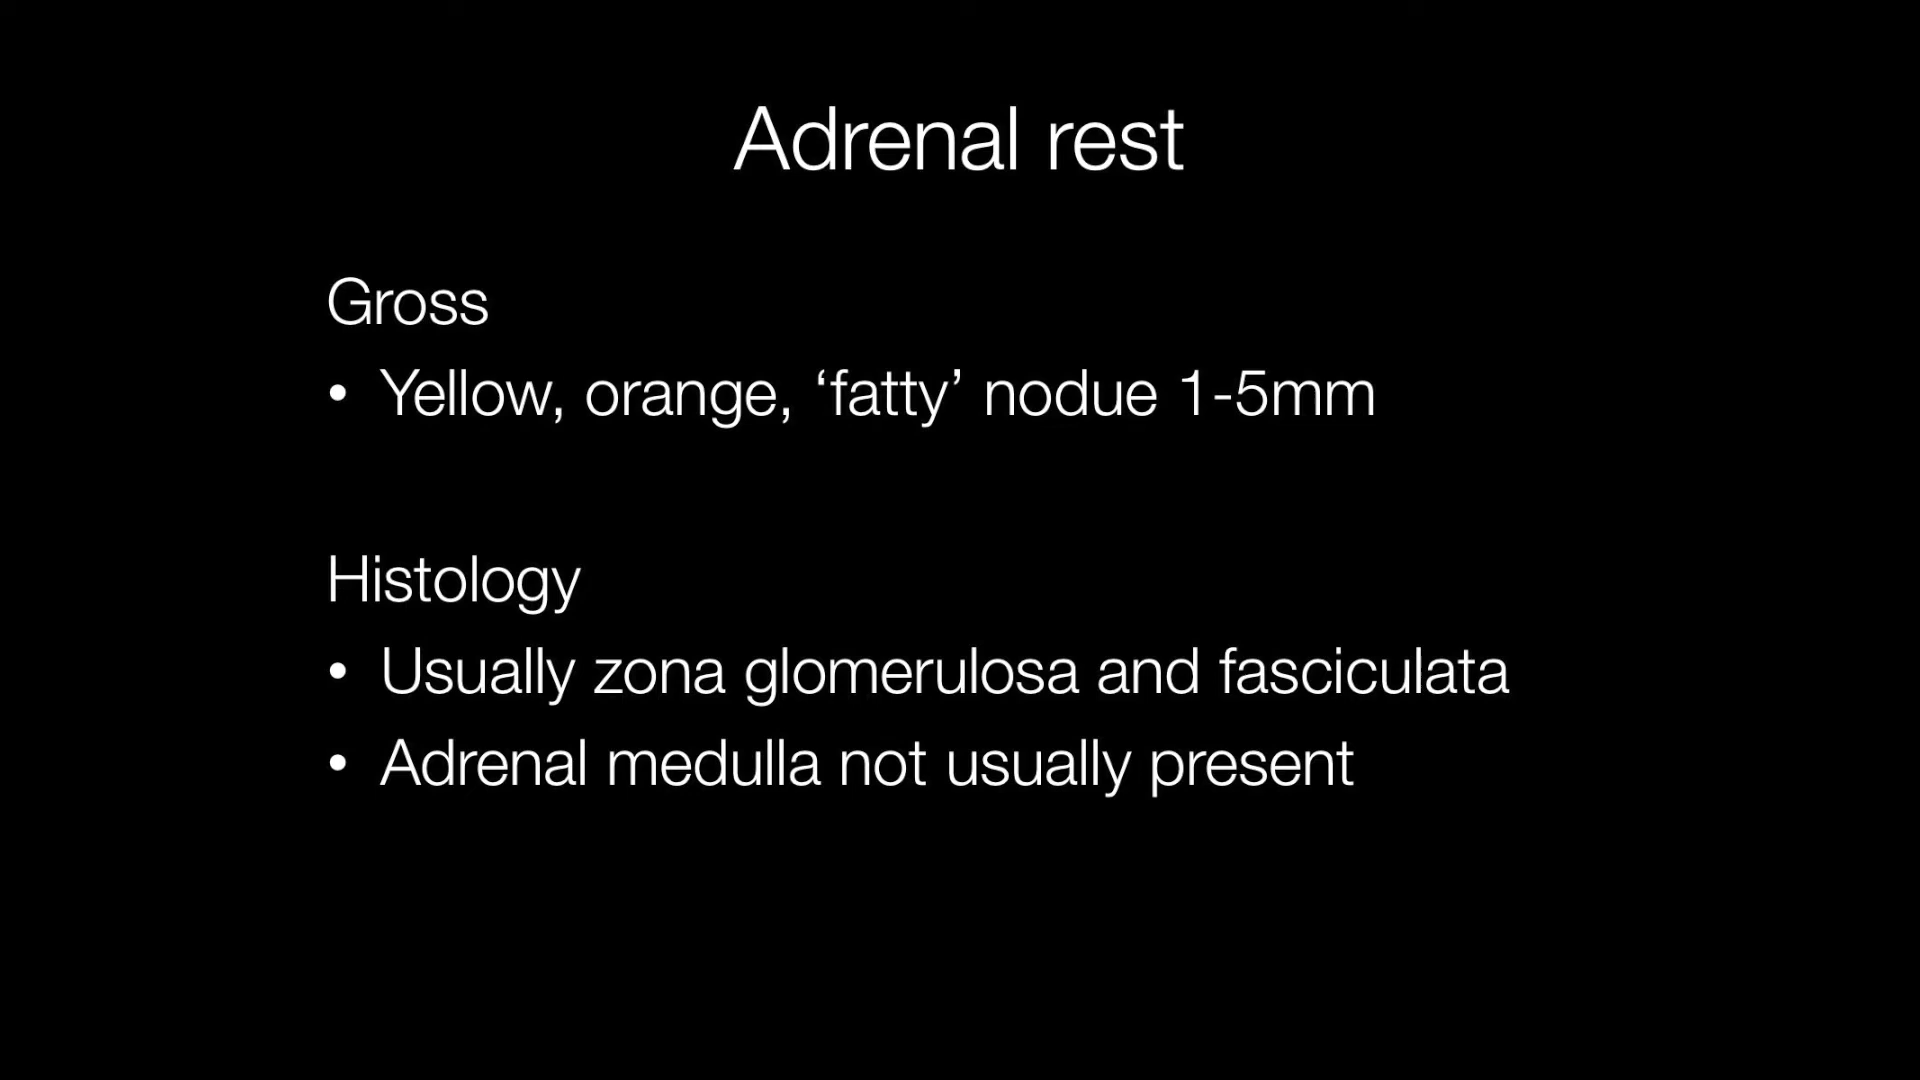 Adrenal rest
Gross
• Yellow, orange, ‘fatty’ nodue 1-5mm
Histology
• Usually zona glomerulosa and fasciculata
• Adrenal medulla not usually present